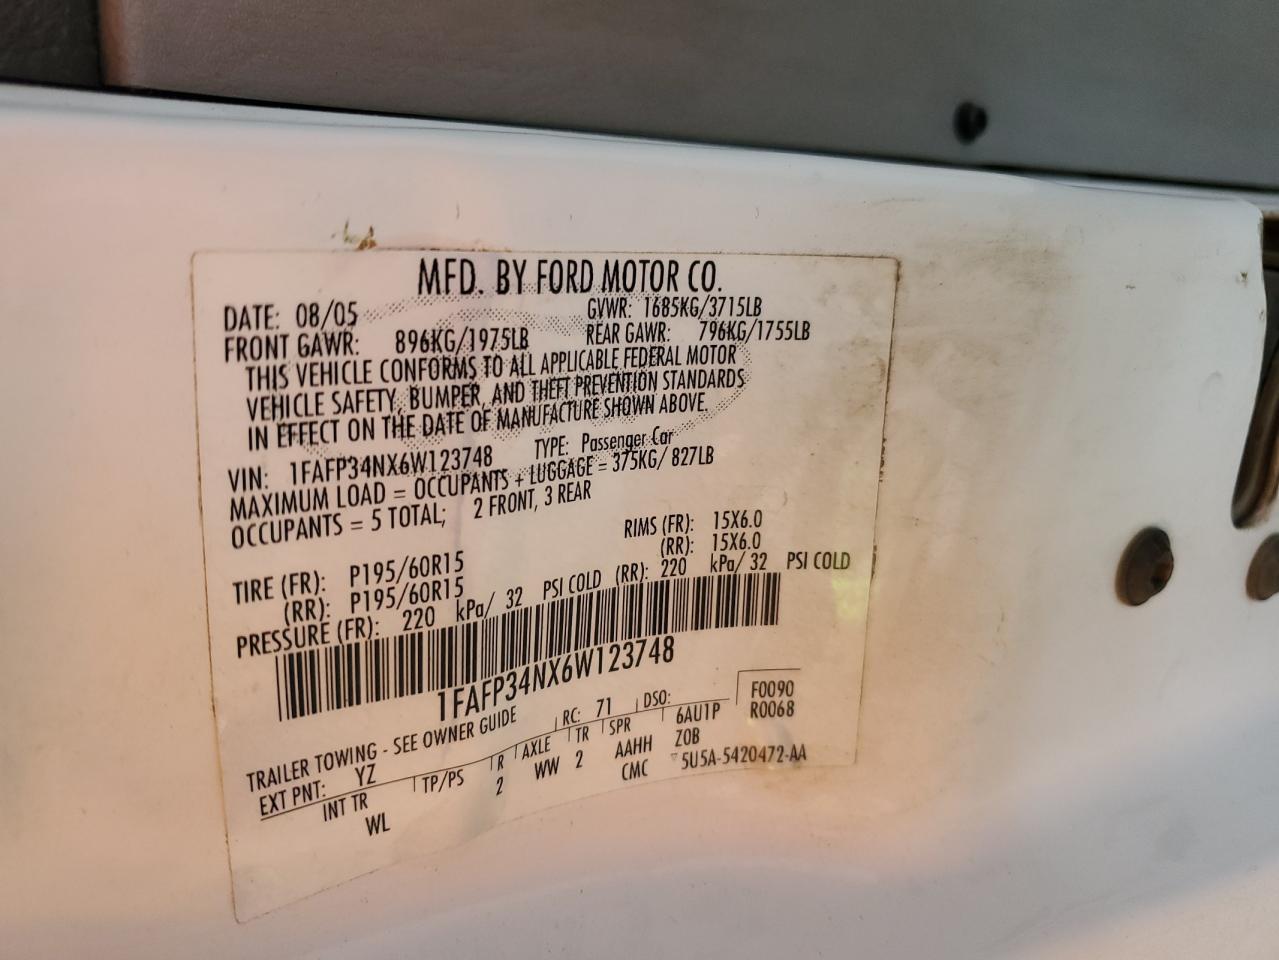 MFD. BY FORD MOTOR CO.
DATE: 08/05 GVWR: 1685KG/3715LB
FRONT GAWR: 896KG/1975LB REAR GAWR: 796KG/1755LB
THIS VEHICLE CONFORMS TO ALL APPLICABLE FEDERAL MOTOR
VEHICLE SAFETY, BUMPER, AND THEFT PREVENTION STANDARDS
IN EFFECT ON THE DATE OF MANUFACTURE SHOWN ABOVE.
VIN: 1FAFP34NX6W123748 TYPE: Passenger Car
MAXIMUM LOAD = OCCUPANTS + LUGGAGE = 375KG/ 827LB
OCCUPANTS = 5 TOTAL; 2 FRONT, 3 REAR
RIMS (FR): 15X6.0
TIRE (FR): P195/60R15 (RR): 15X6.0
(RR): P195/60R15
PRESSURE (FR): 220 kPa/ 32 PSI COLD (RR): 220 kPa/ 32 PSI COLD
1FAFP34NX6W123748
TRAILER TOWING - SEE OWNER GUIDE
EXT PNT: YZ RC: 71 DSO: F0090
INT TR TP/PS R AXLE TR SPR 6AU1P R0068
WL 2 WW 2 AAHH ZOB
CMC 5U5A-5420472-AA